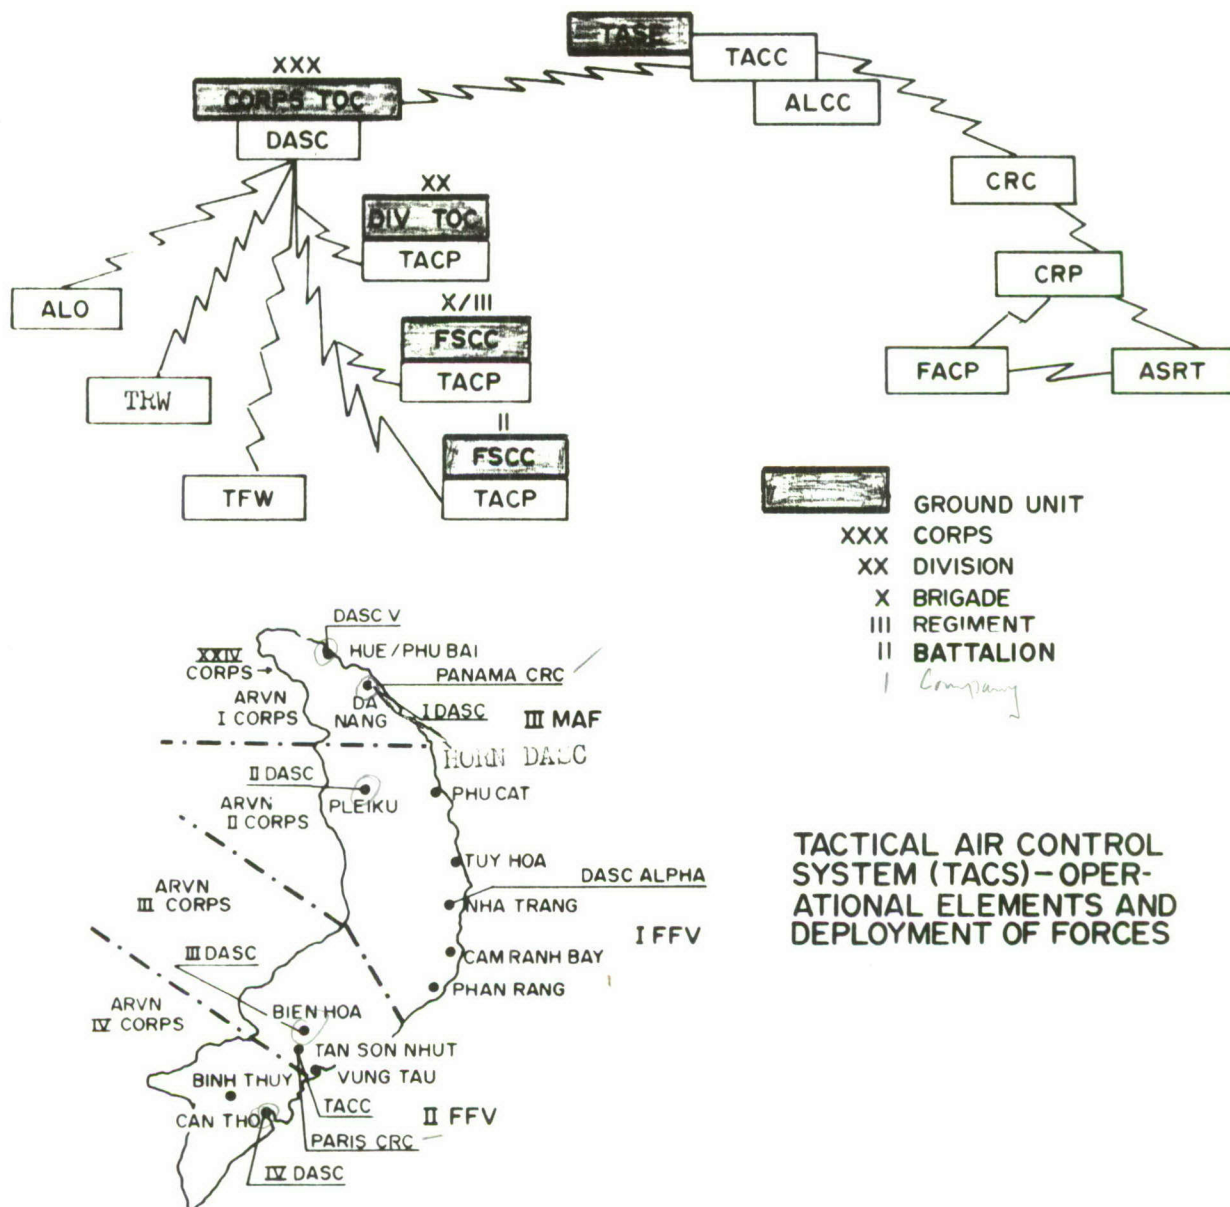 TASE
TACC
ALCC
XXX
CORPS TOC
DASC
CRC
XX
DIV TOC
TACP
CRP
ALO
X/III
FSCC
TACP
FACP
ASRT
TRW
II
FSCC
TACP
TFW
GROUND UNIT
XXX CORPS
XX DIVISION
X BRIGADE
III REGIMENT
II BATTALION
I Company
DASC V
HUE/PHU BAI
XXIV
CORPS→
PANAMA CRC
ARVN
I CORPS
DA
NANG
I DASC
III MAF
HORN DASC
II DASC
PLEIKU
PHU CAT
ARVN
II CORPS
TUY HOA
DASC ALPHA
NHA TRANG
ARVN
III CORPS
I FFV
III DASC
CAM RANH BAY
PHAN RANG
ARVN
IV CORPS
BIEN HOA
TAN SON NHUT
VUNG TAU
BINH THUY
CAN THO
TACC
II FFV
PARIS CRC
IV DASC
TACTICAL AIR CONTROL
SYSTEM (TACS)—OPER-
ATIONAL ELEMENTS AND
DEPLOYMENT OF FORCES